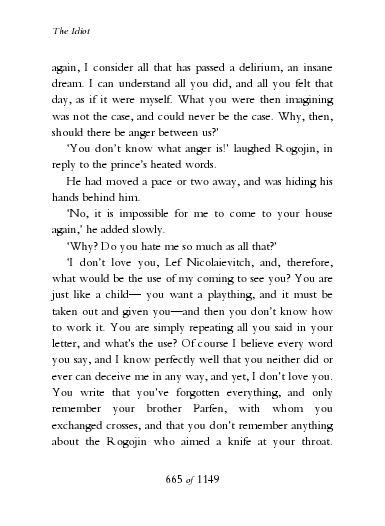 The Idiot
again, I consider all that has passed a delirium, an insane
dream. I can understand all you did, and all you felt that
day, as if it were myself. What you were then imagining
was not the case, and could never be the case. Why, then,
should there be anger between us?'
'You don't know what anger is!' laughed Rogojin, in
reply to the prince's heated words.
He had moved a pace or two away, and was hiding his
hands behind him.
'No, it is impossible for me to come to your house
again,' he added slowly.
'Why? Do you hate me so much as all that?'
'I don't love you, Lef Nicolaievitch, and, therefore,
what would be the use of my coming to see you? You are
just like a child— you want a plaything, and it must be
taken out and given you—and then you don't know how
to work it. You are simply repeating all you said in your
letter, and what's the use? Of course I believe every word
you say, and I know perfectly well that you neither did or
ever can deceive me in any way, and yet, I don't love you.
You write that you've forgotten everything, and only
remember your brother Parfen, with whom you
exchanged crosses, and that you don't remember anything
about the Rogojin who aimed a knife at your throat.
665 of 1149